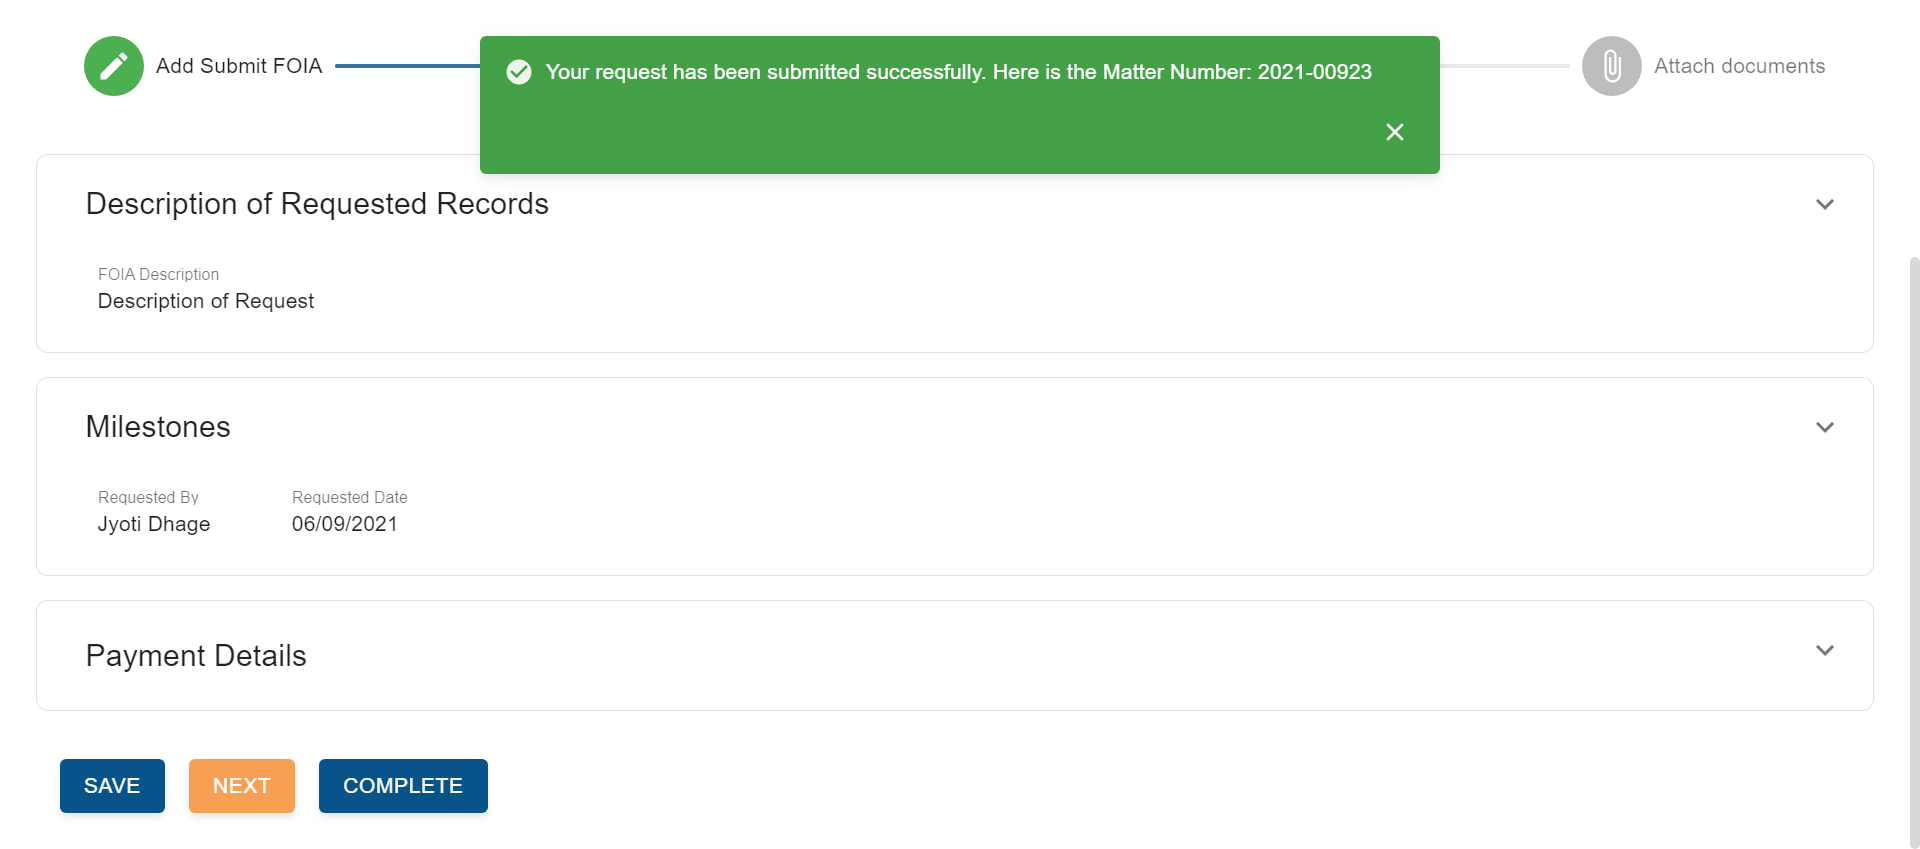 Add Submit FOIA
Your request has been submitted successfully. Here is the Matter Number: 2021-00923
Attach documents
Description of Requested Records
FOIA Description
Description of Request
Milestones
Requested By Requested Date
Jyoti Dhage 06/09/2021
Payment Details
SAVE NEXT COMPLETE